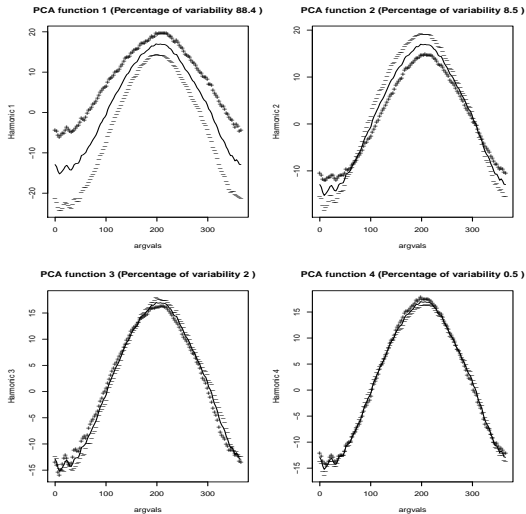 PCA function 1 (Percentage of variability 88.4 )
Harmonic 1
20
10
0
−10
−20
0 100 200 300
argvals
PCA function 2 (Percentage of variability 8.5 )
Harmonic 2
20
10
0
−10
0 100 200 300
argvals
PCA function 3 (Percentage of variability 2 )
Harmonic 3
15
10
5
0
−5
−10
−15
0 100 200 300
argvals
PCA function 4 (Percentage of variability 0.5 )
Harmonic 4
15
10
5
0
−5
−10
−15
0 100 200 300
argvals